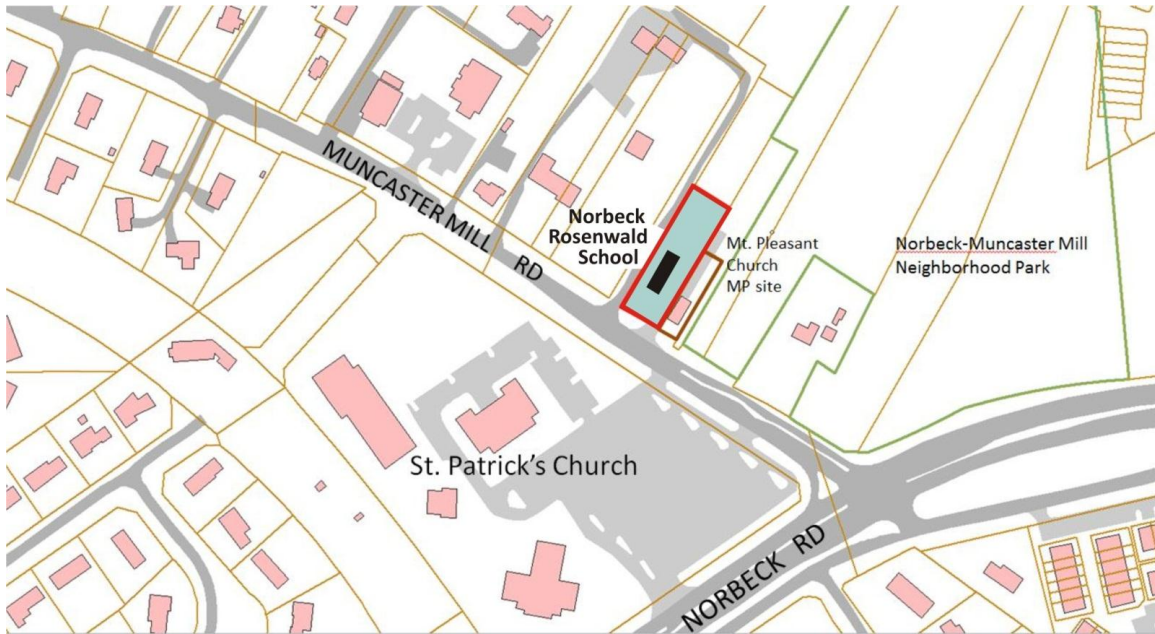 MUNCASTER MILL RD
Norbeck
Rosenwald
School
Mt. Pleasant
Church
MP site
Norbeck-Muncaster Mill
Neighborhood Park
St. Patrick's Church
NORBECK RD